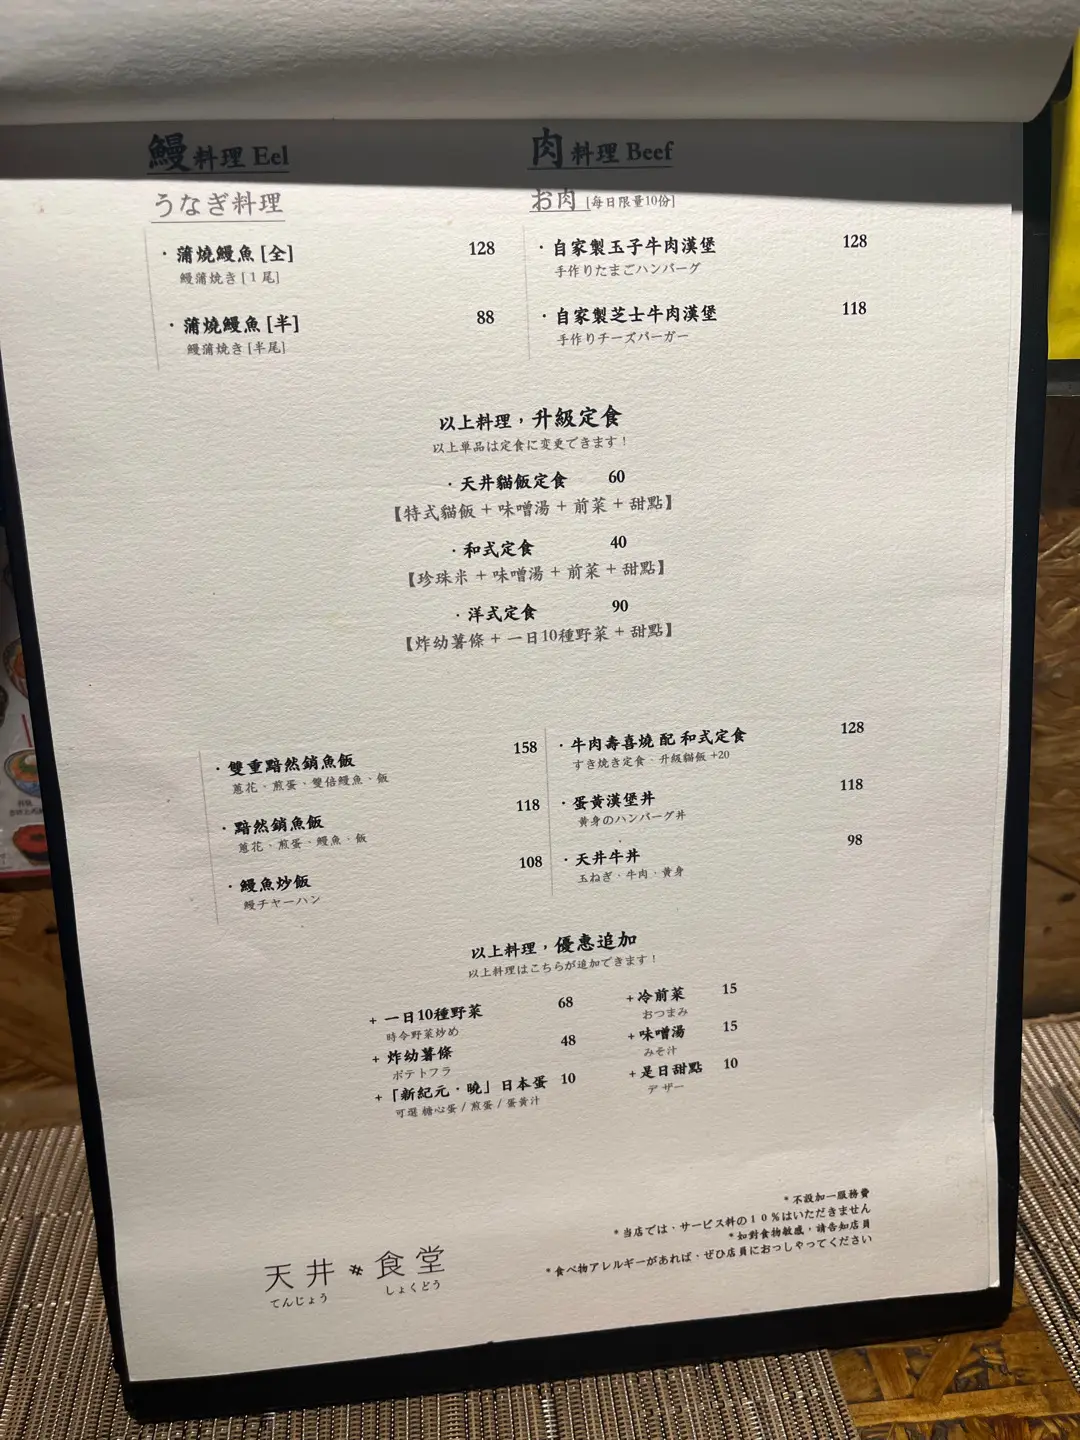 鰻料理 Eel
うなぎ料理
· 蒲燒鰻魚 [全] 128
鰻蒲焼き [ 1 尾]
· 蒲燒鰻魚 [半] 88
鰻蒲焼き [半尾]
肉料理 Beef
お肉 [每日限量10份]
· 自家製玉子牛肉漢堡 128
手作りたまごハンバーグ
· 自家製芝士牛肉漢堡 118
手作りチーズバーガー
以上料理，升級定食
以上単品は定食に変更できます！
· 天井貓飯定食 60
【特式貓飯 + 味噌湯 + 前菜 + 甜點】
· 和式定食 40
【珍珠米 + 味噌湯 + 前菜 + 甜點】
· 洋式定食 90
【炸幼薯條 + 一日10種野菜 + 甜點】
· 雙重黯然銷魚飯 158
蔥花 · 煎蛋 · 雙倍鰻魚 · 飯
· 黯然銷魚飯 118
蔥花 · 煎蛋 · 鰻魚 · 飯
· 鰻魚炒飯 108
鰻チャーハン
· 牛肉壽喜燒 配 和式定食 128
すき焼き定食 · 升級貓飯 +20
· 蛋黃漢堡丼 118
黄身のハンバーグ丼
· 天井牛丼 98
玉ねぎ · 牛肉 · 黄身
以上料理，優惠追加
以上料理はこちらが追加できます！
+ 一日10種野菜 68
時令野菜炒め
+ 炸幼薯條 48
ポテトフラ
+「新紀元 · 曉」日本蛋 10
可選 糖心蛋 / 煎蛋 / 蛋黃汁
+ 冷前菜 15
おつまみ
+ 味噌湯 15
みそ汁
+ 是日甜點 10
デザー
* 不設加一服務費
* 当店では · サービス料の１０％はいただきません
* 如對食物敏感，請告知店員
* 食べ物アレルギーがあれば · ぜひ店員におっしゃってください
天井 # 食堂
てんじょう しょくどう